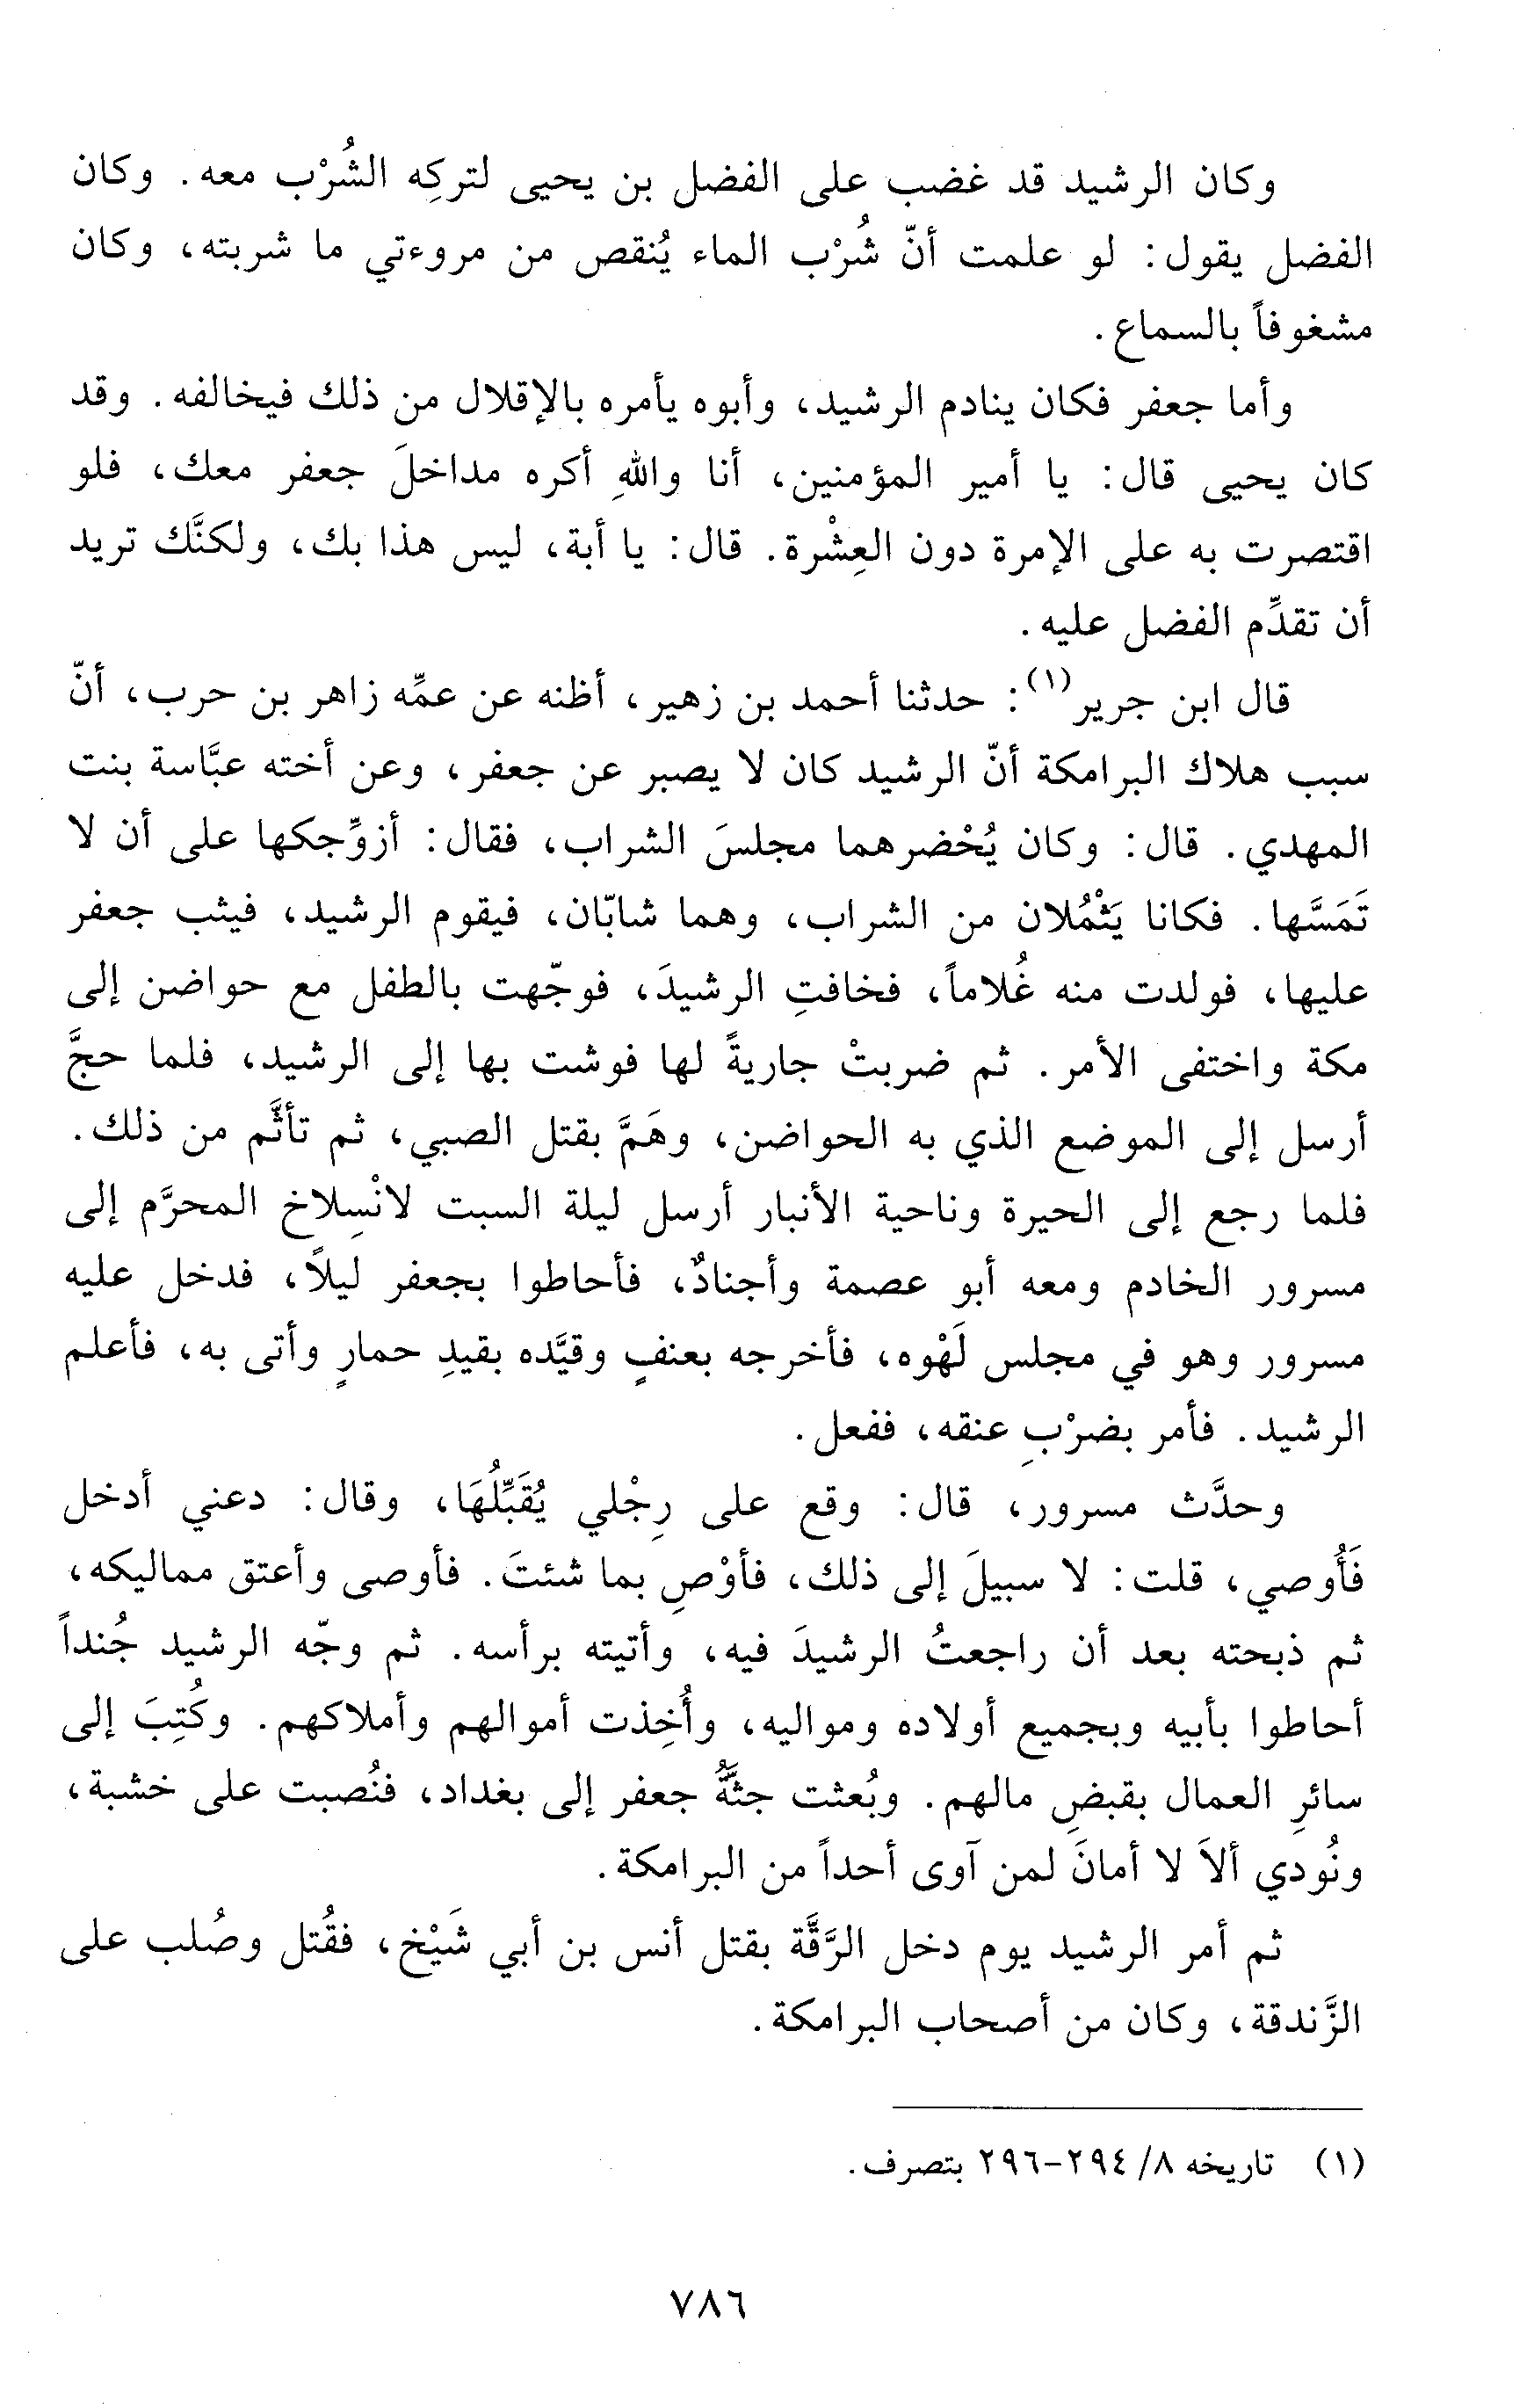 وكان الرشيد قد غضب على الفضل بن يحيى لتركِه الشُرْب معه. وكان
الفضل يقول: لو علمت أنّ شُرْب الماء يُنقص من مروءتي ما شربته، وكان
مشغوفاً بالسماع.
وأما جعفر فكان ينادم الرشيد، وأبوه يأمره بالإقلال من ذلك فيخالفه. وقد
كان يحيى قال: يا أمير المؤمنين، أنا واللهِ أكره مداخلَ جعفر معك، فلو
اقتصرت به على الإمرة دون العِشْرة. قال: يا أبة، ليس هذا بك، ولكنَّك تريد
أن تقدِّم الفضل عليه.
قال ابن جرير(١): حدثنا أحمد بن زهير، أظنه عن عمِّه زاهر بن حرب، أنّ
سبب هلاك البرامكة أنّ الرشيد كان لا يصبر عن جعفر، وعن أخته عبَّاسة بنت
المهدي. قال: وكان يُحْضرهما مجلسَ الشراب، فقال: أزوِّجكها على أن لا
تَمَسَّها. فكانا يَثْمُلان من الشراب، وهما شابّان، فيقوم الرشيد، فيثب جعفر
عليها، فولدت منه غُلاماً، فخافتِ الرشيدَ، فوجّهت بالطفل مع حواضن إلى
مكة واختفى الأمر. ثم ضربتْ جاريةً لها فوشت بها إلى الرشيد، فلما حجَّ
أرسل إلى الموضع الذي به الحواضن، وهَمَّ بقتل الصبي، ثم تأثَّم من ذلك.
فلما رجع إلى الحيرة وناحية الأنبار أرسل ليلة السبت لانْسِلاخ المحرَّم إلى
مسرور الخادم ومعه أبو عصمة وأجنادٌ، فأحاطوا بجعفر ليلاً، فدخل عليه
مسرور وهو في مجلس لَهْوه، فأخرجه بعنفٍ وقيَّده بقيدِ حمارٍ وأتى به، فأعلم
الرشيد. فأمر بضرْبِ عنقه، ففعل.
وحدَّث مسرور، قال: وقع على رِجْلي يُقَبِّلُهَا، وقال: دعني أدخل
فَأُوصي، قلت: لا سبيلَ إلى ذلك، فأوْصِ بما شئتَ. فأوصى وأعتق مماليكه،
ثم ذبحته بعد أن راجعتُ الرشيدَ فيه، وأتيته برأسه. ثم وجّه الرشيد جُنداً
أحاطوا بأبيه وبجميع أولاده ومواليه، وأُخِذت أموالهم وأملاكهم. وكُتِبَ إلى
سائرِ العمال بقبضِ مالهم. وبُعثت جثَّةُ جعفر إلى بغداد، فنُصبت على خشبة،
ونُودي ألاَ لا أمانَ لمن آوى أحداً من البرامكة.
ثم أمر الرشيد يوم دخل الرَّقَّة بقتل أنس بن أبي شَيْخ، فقُتل وصُلب على
الزَّندقة، وكان من أصحاب البرامكة.
(١) تاريخه ٨/ ٢٩٤-٢٩٦ بتصرف.
٧٨٦